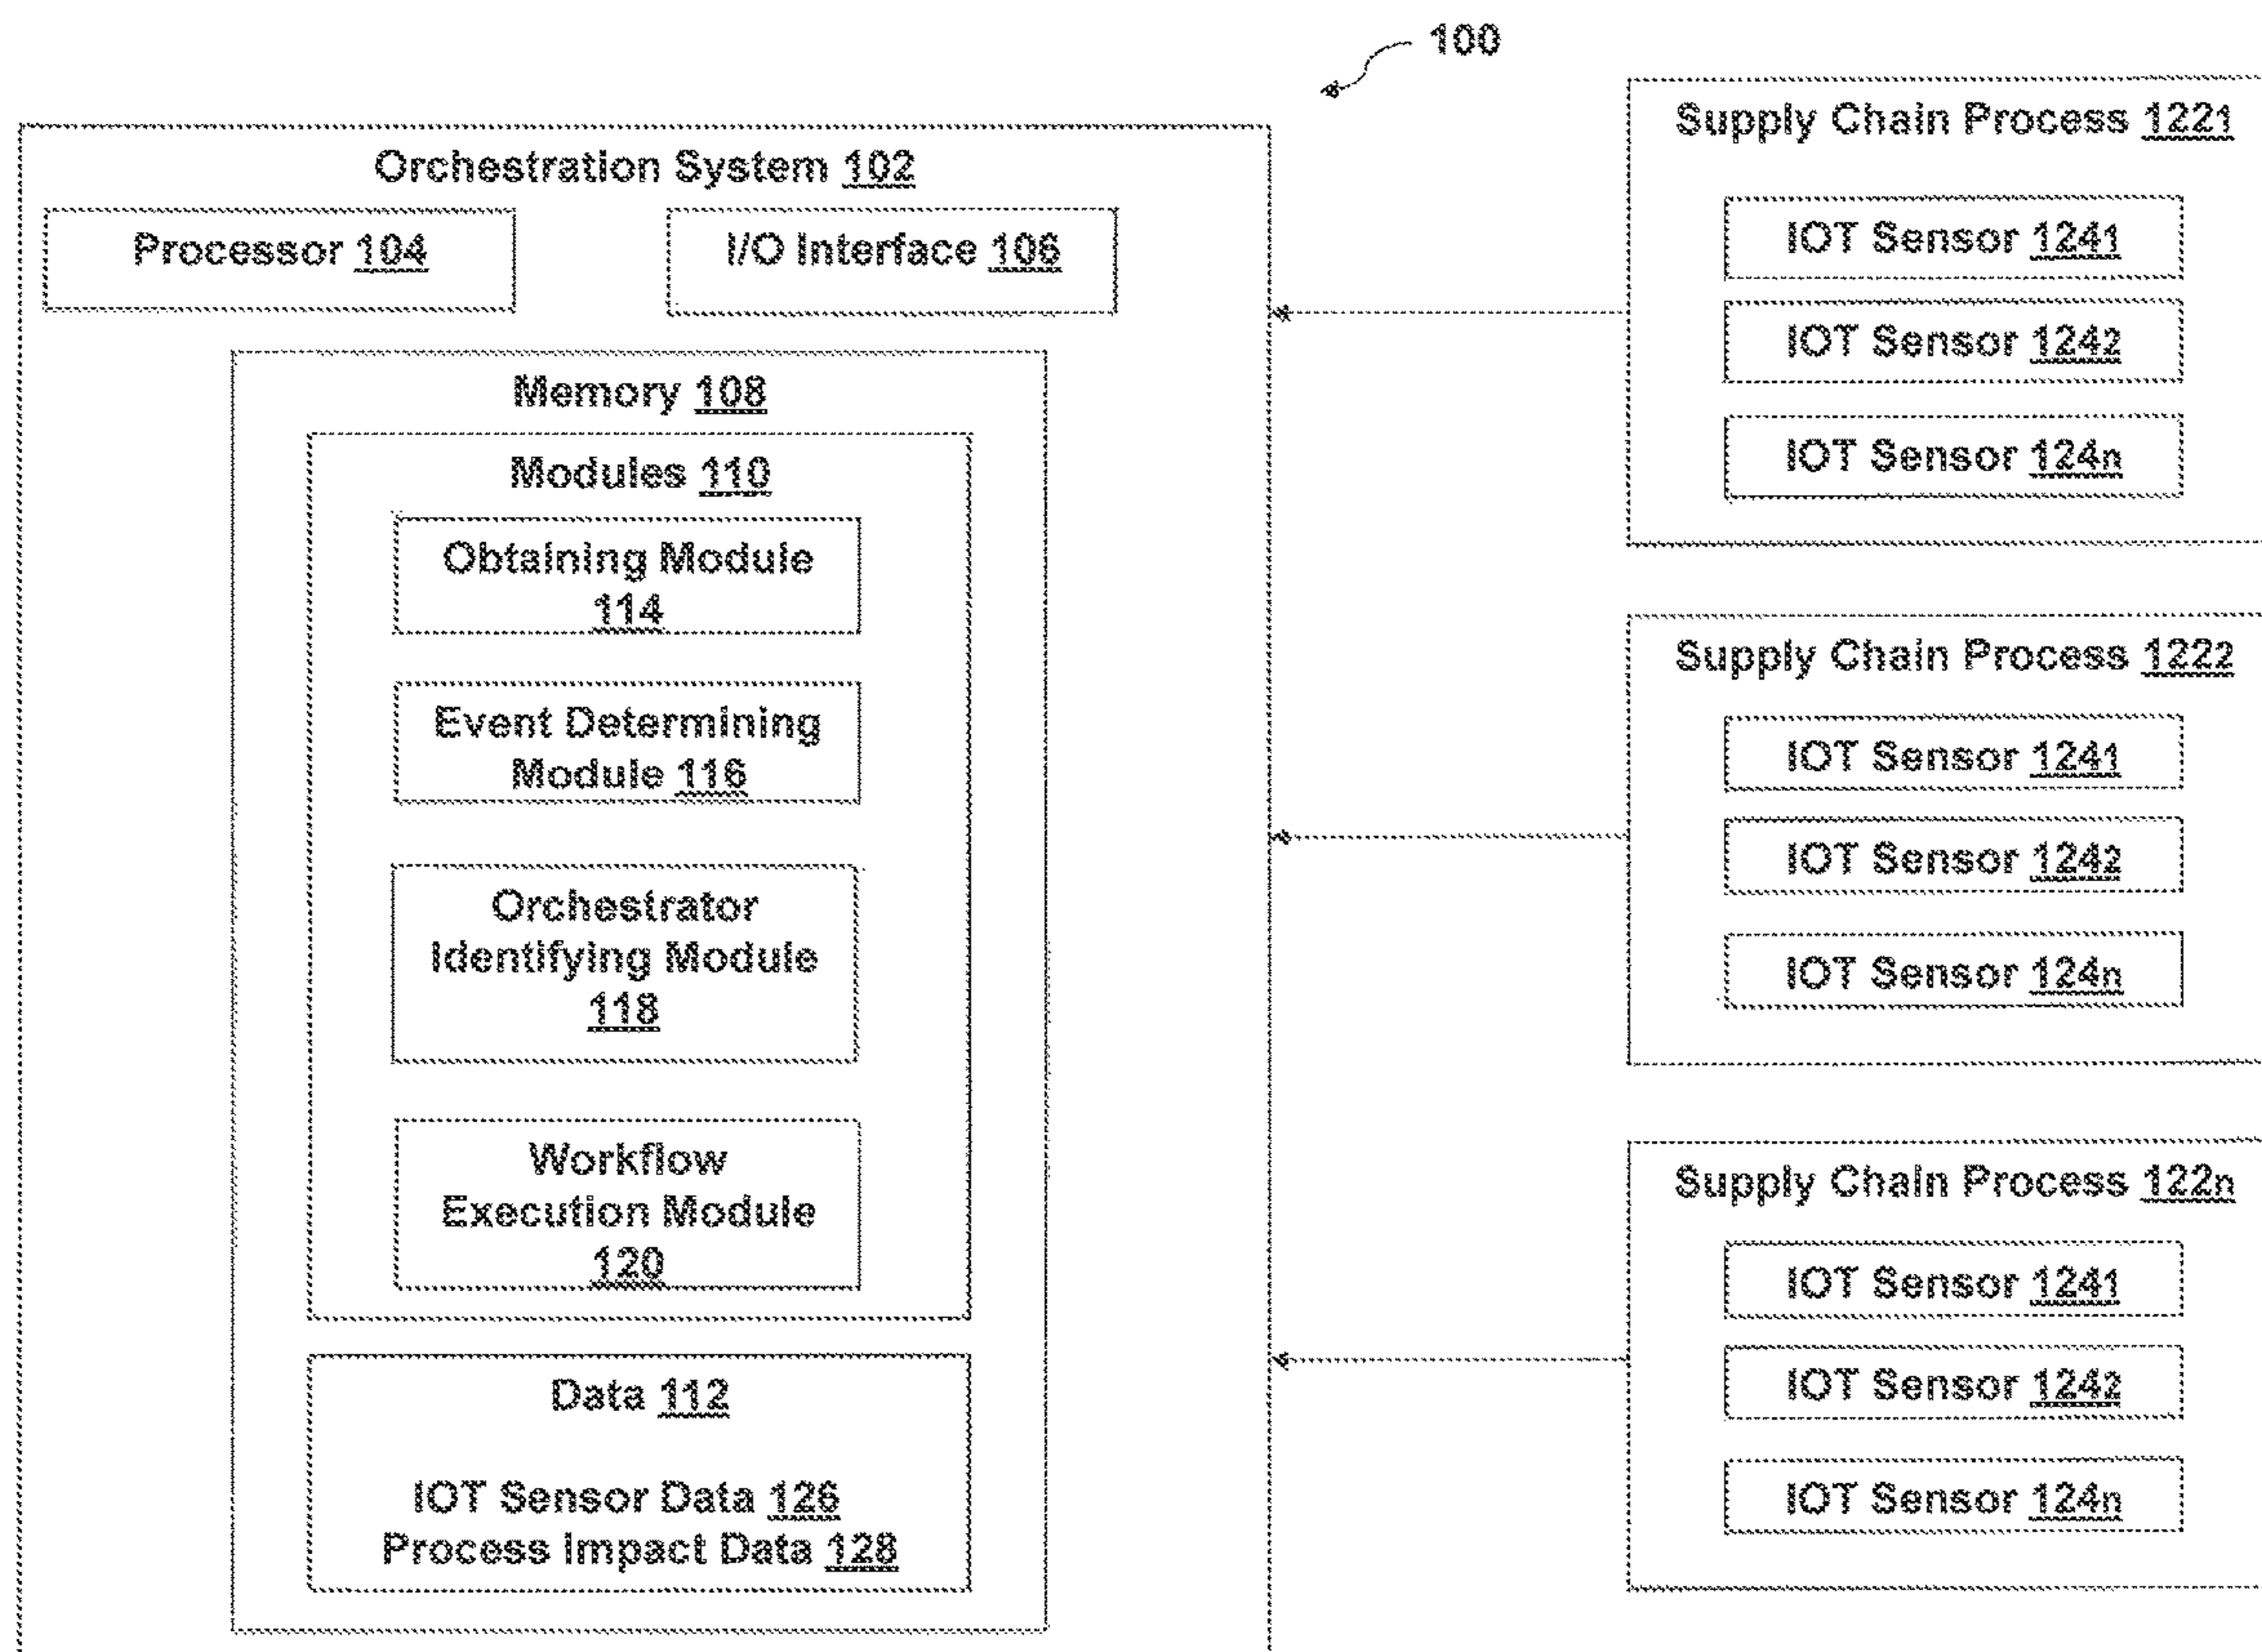 100
Orchestration System 102
Processor 104
I/O Interface 106
Memory 108
Modules 110
Obtaining Module
114
Event Determining
Module 116
Orchestrator
Identifying Module
118
Workflow
Execution Module
120
Data 112
IOT Sensor Data 126
Process Impact Data 128
Supply Chain Process 1221
IOT Sensor 1241
IOT Sensor 1242
IOT Sensor 124n
Supply Chain Process 1222
IOT Sensor 1241
IOT Sensor 1242
IOT Sensor 124n
Supply Chain Process 122n
IOT Sensor 1241
IOT Sensor 1242
IOT Sensor 124n